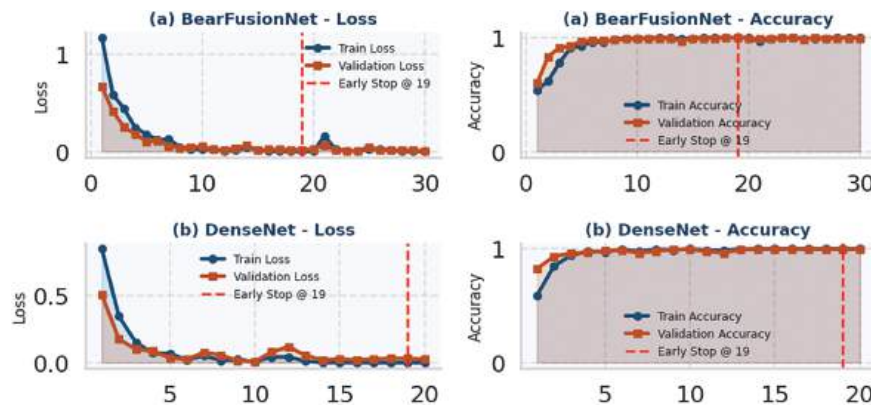 (a) BearFusionNet - Loss
Loss
1
0
Train Loss
Validation Loss
Early Stop @ 19
0 10 20 30
(a) BearFusionNet - Accuracy
Accuracy
1
0
Train Accuracy
Validation Accuracy
Early Stop @ 19
0 10 20 30
(b) DenseNet - Loss
Loss
0.5
0.0
Train Loss
Validation Loss
Early Stop @ 19
5 10 15 20
(b) DenseNet - Accuracy
Accuracy
1
0
Train Accuracy
Validation Accuracy
Early Stop @ 19
5 10 15 20